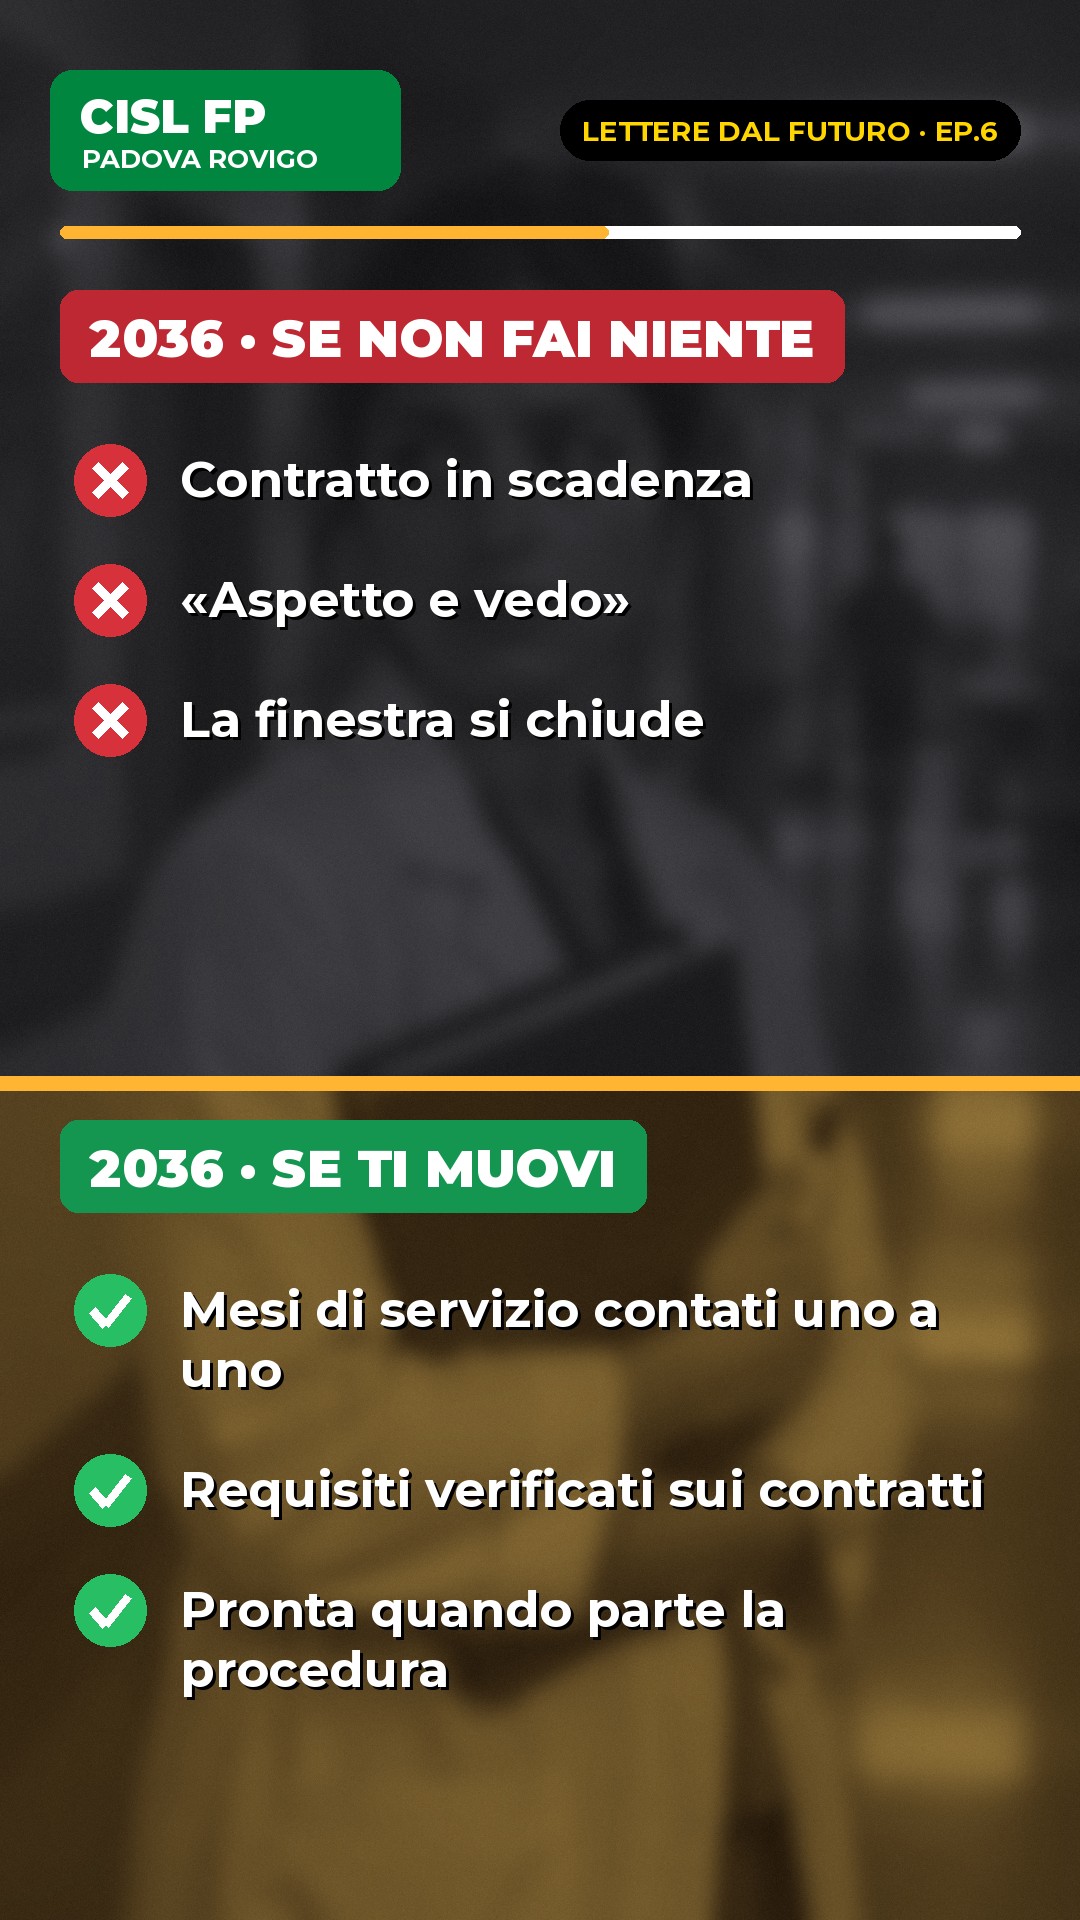 CISL FP
PADOVA ROVIGO
LETTERE DAL FUTURO · EP.6
2036 · SE NON FAI NIENTE
Contratto in scadenza
«Aspetto e vedo»
La finestra si chiude
2036 · SE TI MUOVI
Mesi di servizio contati uno a
uno
Requisiti verificati sui contratti
Pronta quando parte la
procedura